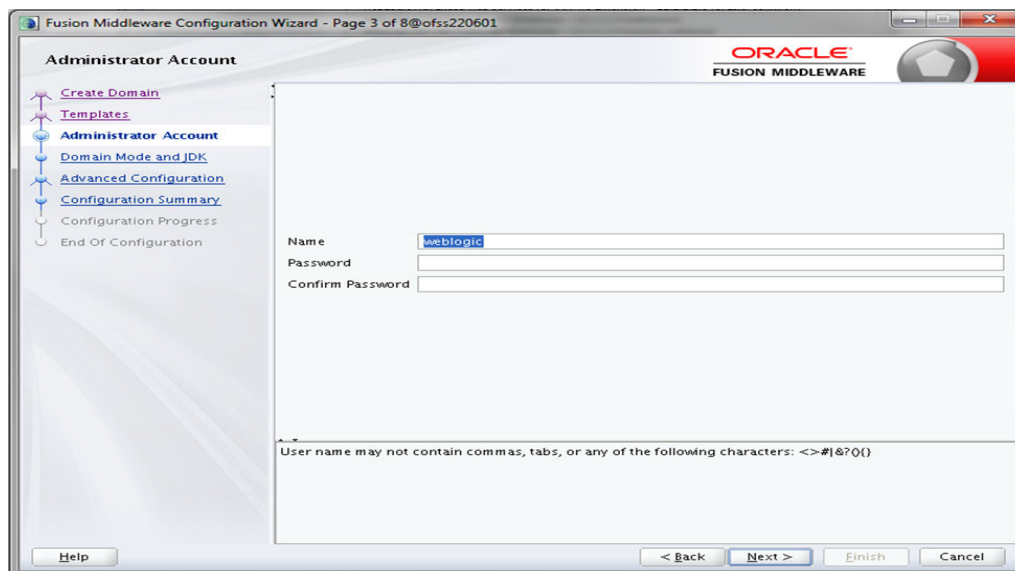 Fusion Middleware Configuration Wizard - Page 3 of 8@ofss220601
Administrator Account
ORACLE
FUSION MIDDLEWARE
Create Domain
Templates
Administrator Account
Domain Mode and JDK
Advanced Configuration
Configuration Summary
Configuration Progress
End Of Configuration
Name weblogic
Password
Confirm Password
User name may not contain commas, tabs, or any of the following characters: <>#|&?(){}
Help < Back Next > Finish Cancel